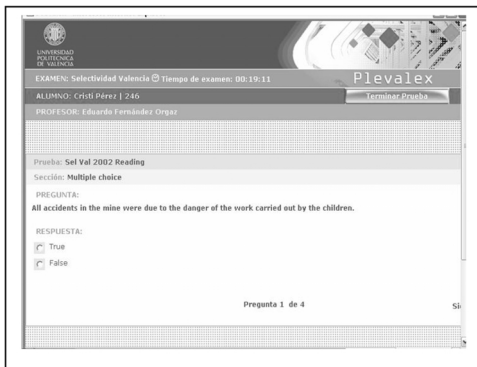 UNIVERSIDAD
POLITECNICA
DE VALENCIA
EXAMEN: Selectividad Valencia Tiempo de examen: 00:19:11
Plevalex
ALUMNO: Cristi Pérez | 246
Terminar Prueba
PROFESOR: Eduardo Fernández Orgaz
Prueba: Sel Val 2002 Reading
Sección: Multiple choice
PREGUNTA:
All accidents in the mine were due to the danger of the work carried out by the children.
RESPUESTA:
True
False
Pregunta 1 de 4